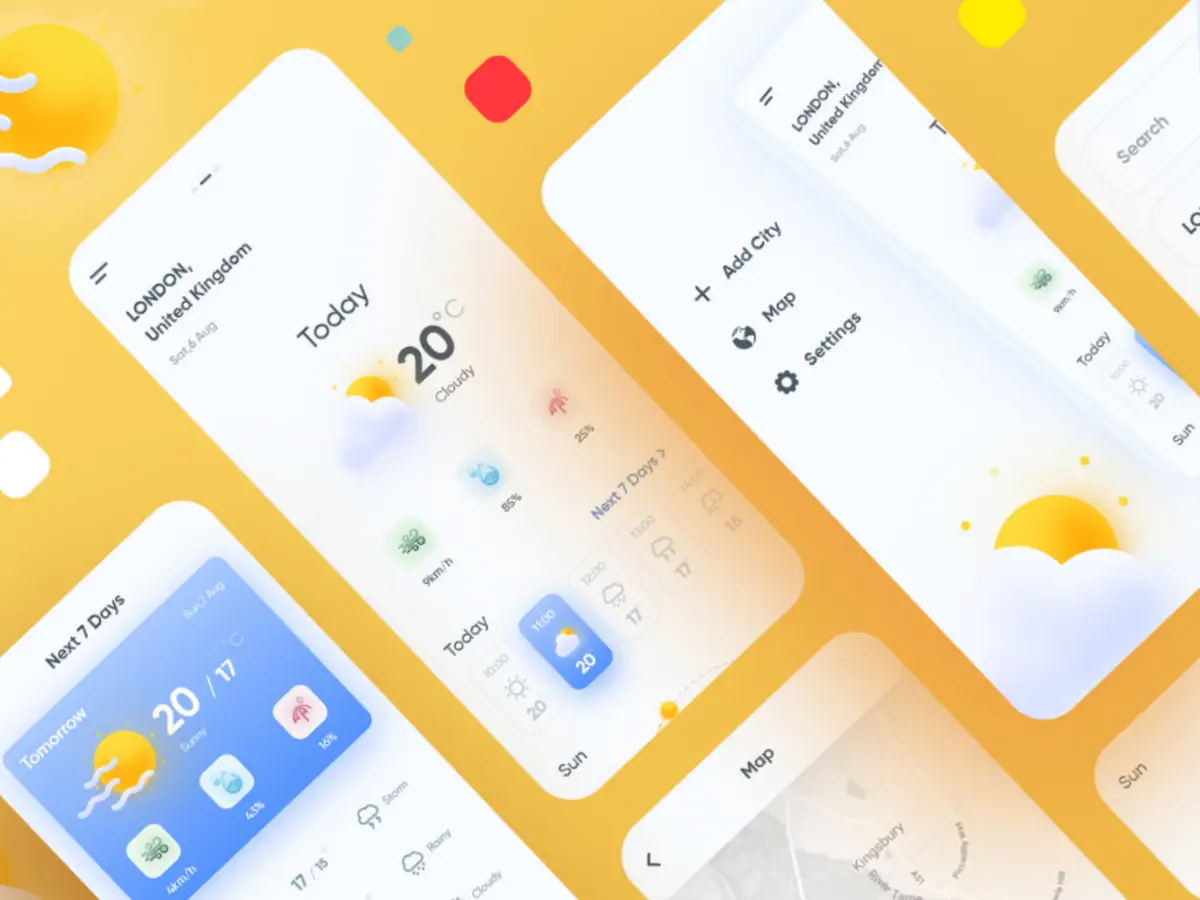 LONDON,
United Kingdom
Sat,6 Aug
Today
20°C
Cloudy
9km/h
85%
25%
Today
Next 7 Days >
10:00
20
11:00
20
12:00
17
13:00
17
14:00
16
Sun
Add City
Map
Settings
LONDON,
United Kingdom
Sat,6 Aug
9km/h
Today
10:00
20
Sun
Search
Next 7 Days
Tomorrow
Sun,7 Aug
20 / 17 °C
Sunny
4km/h
43%
16%
17 / 15
Storm
Rainy
Cloudy
Map
Kingsbury
A51
Sun